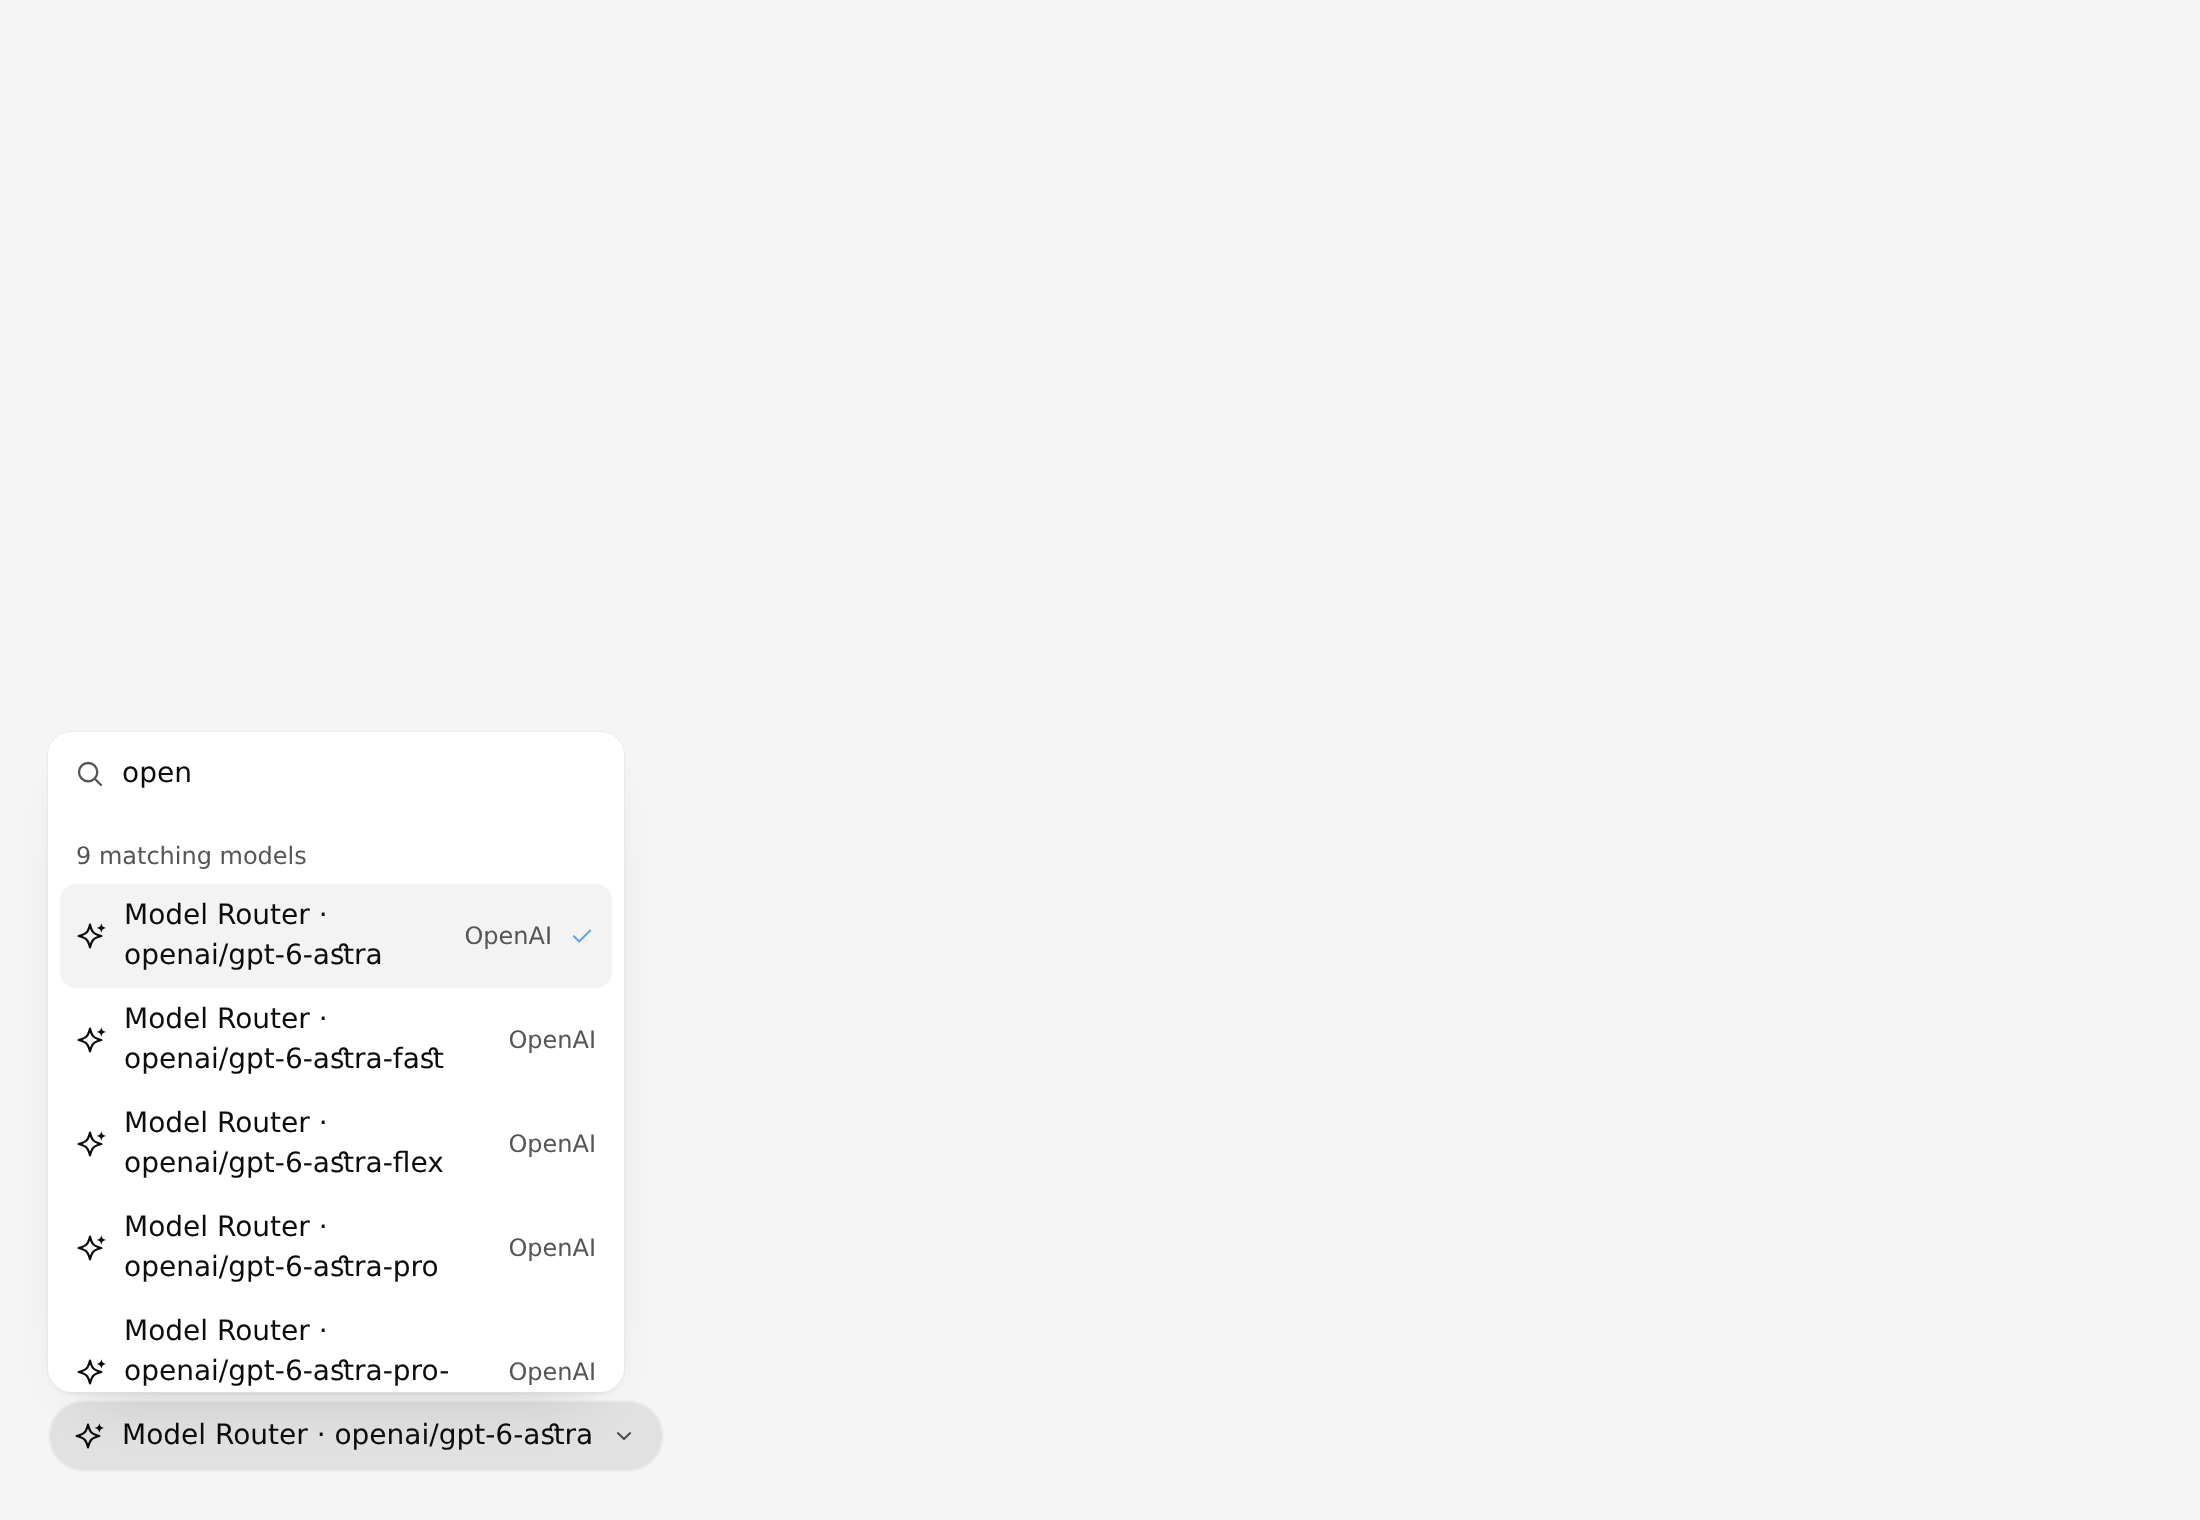 open
9 matching models
Model Router ·
openai/gpt-6-astra
OpenAI
Model Router ·
openai/gpt-6-astra-fast
OpenAI
Model Router ·
openai/gpt-6-astra-flex
OpenAI
Model Router ·
openai/gpt-6-astra-pro
OpenAI
Model Router ·
openai/gpt-6-astra-pro-
OpenAI
Model Router · openai/gpt-6-astra